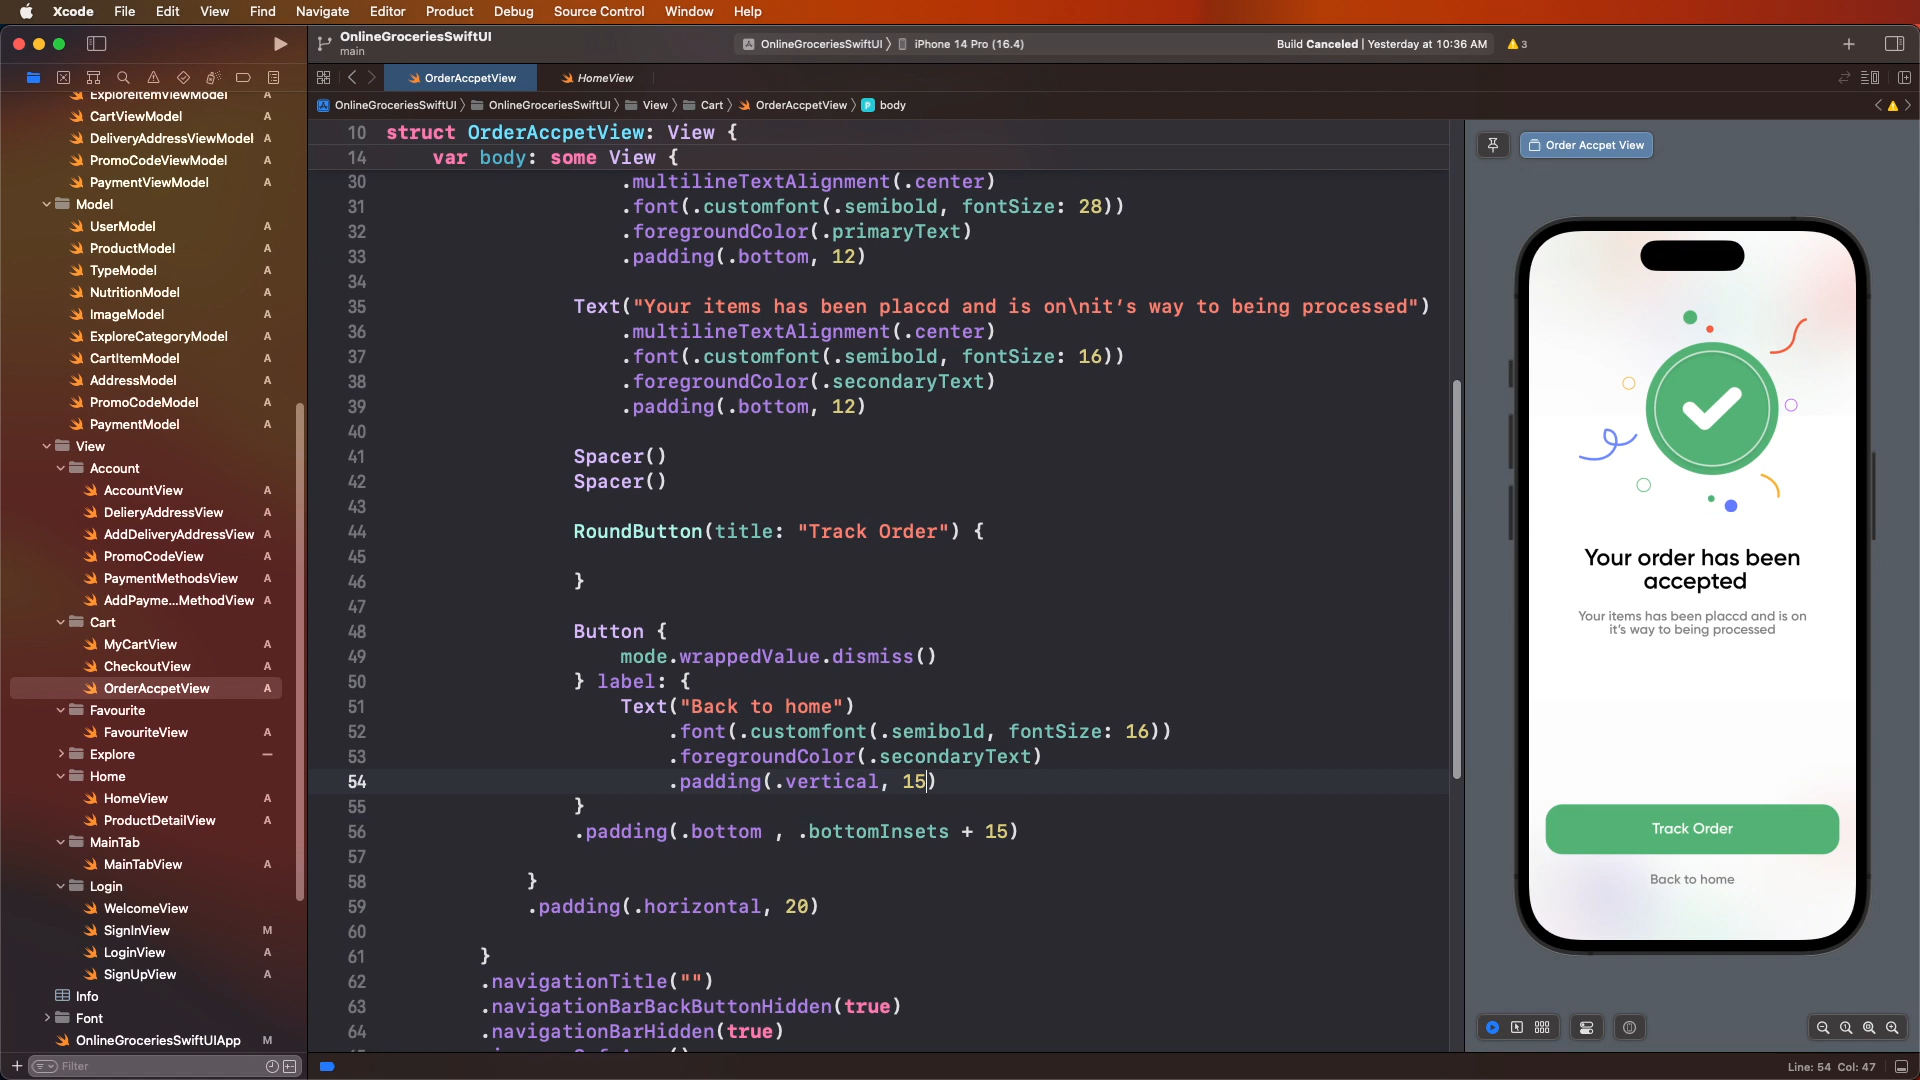 Xcode File Edit View Find Navigate Editor Product Debug Source Control Window Help
OnlineGroceriesSwiftUI
main
OnlineGroceriesSwiftUI iPhone 14 Pro (16.4)
Build Canceled | Yesterday at 10:36 AM 3
OrderAccpetView HomeView
OnlineGroceriesSwiftUI OnlineGroceriesSwiftUI View Cart OrderAccpetView P body
ExploreItemViewModel A
CartViewModel A
DeliveryAddressViewModel A
PromoCodeViewModel A
PaymentViewModel A
Model
UserModel A
ProductModel A
TypeModel A
NutritionModel A
ImageModel A
ExploreCategoryModel A
CartItemModel A
AddressModel A
PromoCodeModel A
PaymentModel A
View
Account
AccountView A
DelieryAddressView A
AddDeliveryAddressView A
PromoCodeView A
PaymentMethodsView A
AddPayme...MethodView A
Cart
MyCartView A
CheckoutView A
OrderAccpetView A
Favourite
FavouriteView A
Explore
Home
HomeView A
ProductDetailView A
MainTab
MainTabView A
Login
WelcomeView
SignInView M
LoginView A
SignUpView A
Info
Font
OnlineGroceriesSwiftUIApp M
Filter
10 struct OrderAccpetView: View {
14 var body: some View {
30 .multilineTextAlignment(.center)
31 .font(.customfont(.semibold, fontSize: 28))
32 .foregroundColor(.primaryText)
33 .padding(.bottom, 12)
34
35 Text("Your items has been placcd and is on\nit’s way to being processed")
36 .multilineTextAlignment(.center)
37 .font(.customfont(.semibold, fontSize: 16))
38 .foregroundColor(.secondaryText)
39 .padding(.bottom, 12)
40
41 Spacer()
42 Spacer()
43
44 RoundButton(title: "Track Order") {
45
46 }
47
48 Button {
49 mode.wrappedValue.dismiss()
50 } label: {
51 Text("Back to home")
52 .font(.customfont(.semibold, fontSize: 16))
53 .foregroundColor(.secondaryText)
54 .padding(.vertical, 15)
55 }
56 .padding(.bottom , .bottomInsets + 15)
57
58 }
59 .padding(.horizontal, 20)
60
61 }
62 .navigationTitle("")
63 .navigationBarBackButtonHidden(true)
64 .navigationBarHidden(true)
Order Accpet View
Your order has been
accepted
Your items has been placcd and is on
it’s way to being processed
Track Order
Back to home
Line: 54 Col: 47